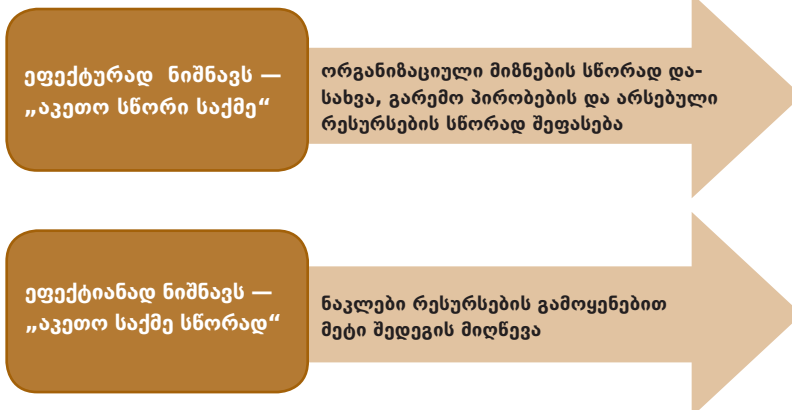 ეფექტურად ნიშნავს —
„აკეთო სწორი საქმე“
ორგანიზაციული მიზნების სწორად და-
სახვა, გარემო პირობების და არსებული
რესურსების სწორად შეფასება
ეფექტიანად ნიშნავს —
„აკეთო საქმე სწორად“
ნაკლები რესურსების გამოყენებით
მეტი შედეგის მიღწევა